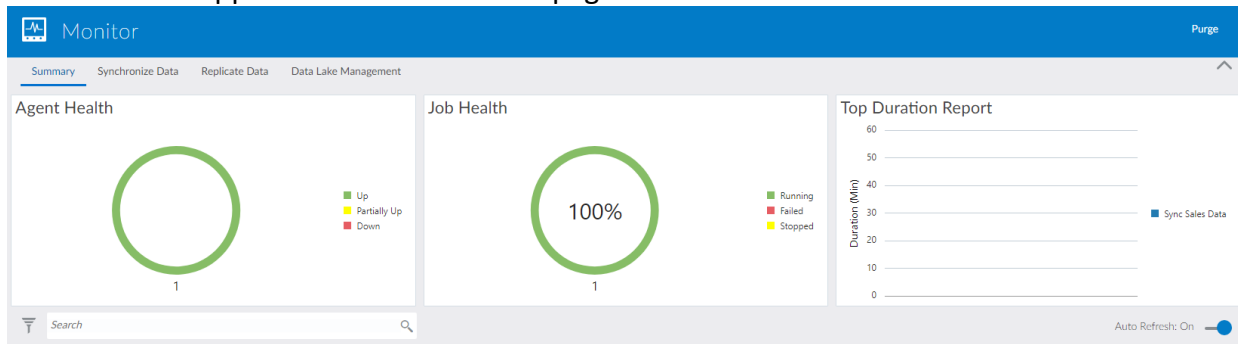 Monitor
Purge
Summary Synchronize Data Replicate Data Data Lake Management
Agent Health
Up
Partially Up
Down
1
Job Health
100%
Running
Failed
Stopped
1
Top Duration Report
Duration (Min)
60
50
40
30
20
10
0
Sync Sales Data
Search
Auto Refresh: On